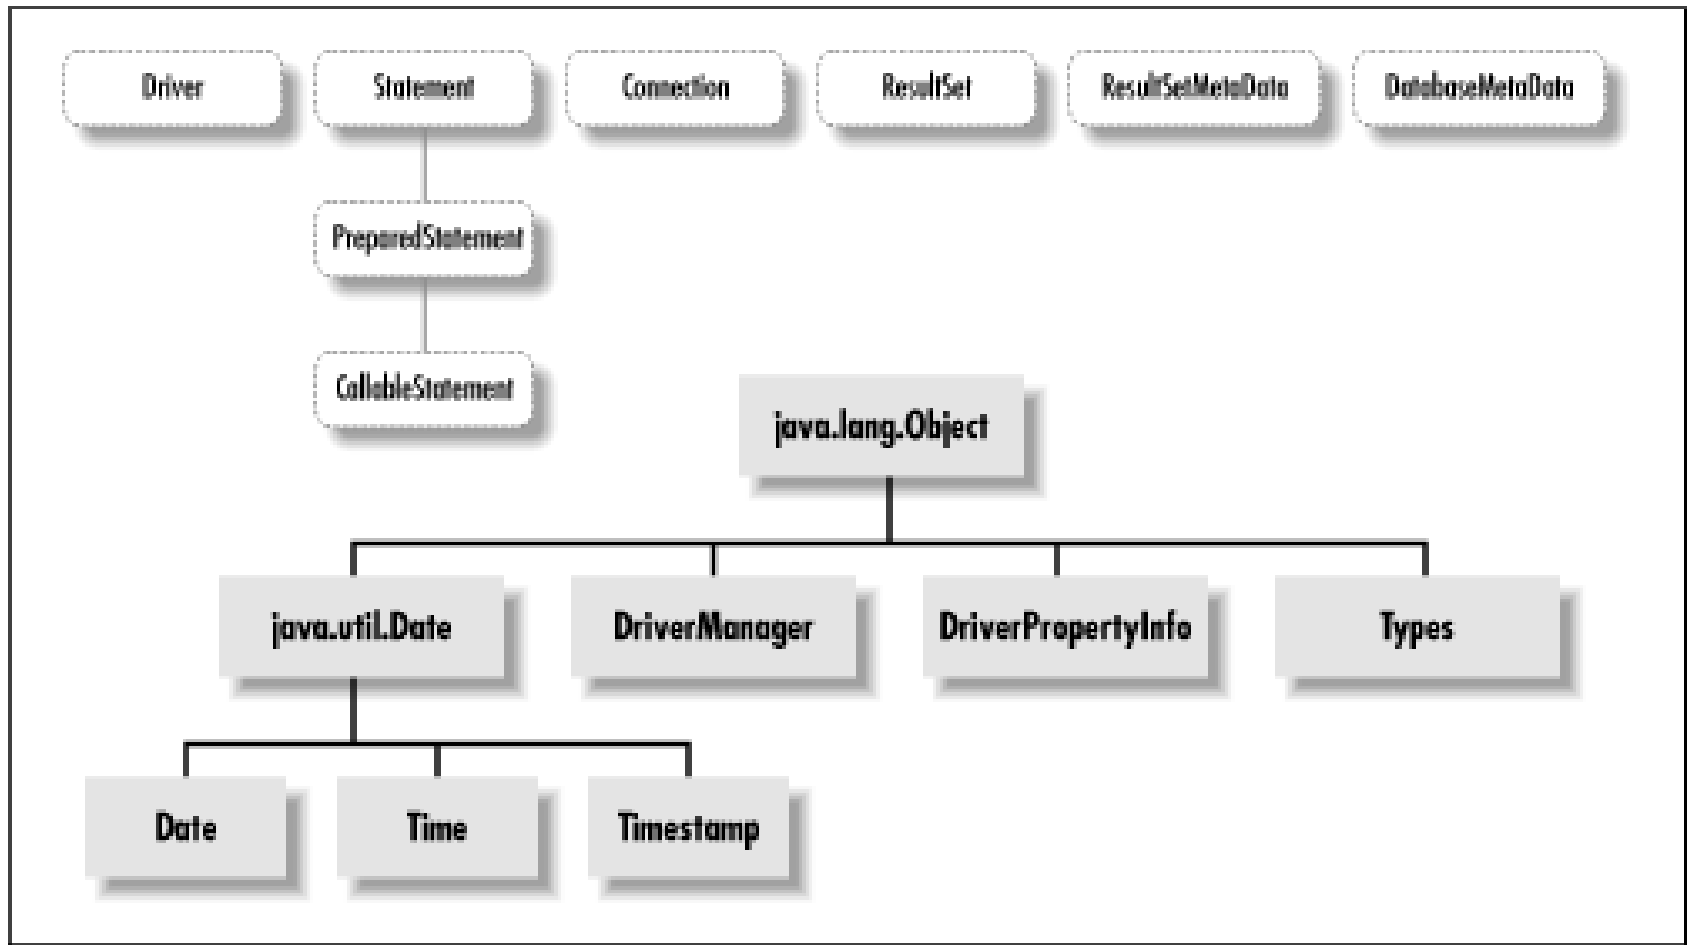 Driver
Statement
Connection
ResultSet
ResultSetMetaData
DatabaseMetaData
PreparedStatement
CallableStatement
java.lang.Object
java.util.Date
DriverManager
DriverPropertyInfo
Types
Date
Time
Timestamp